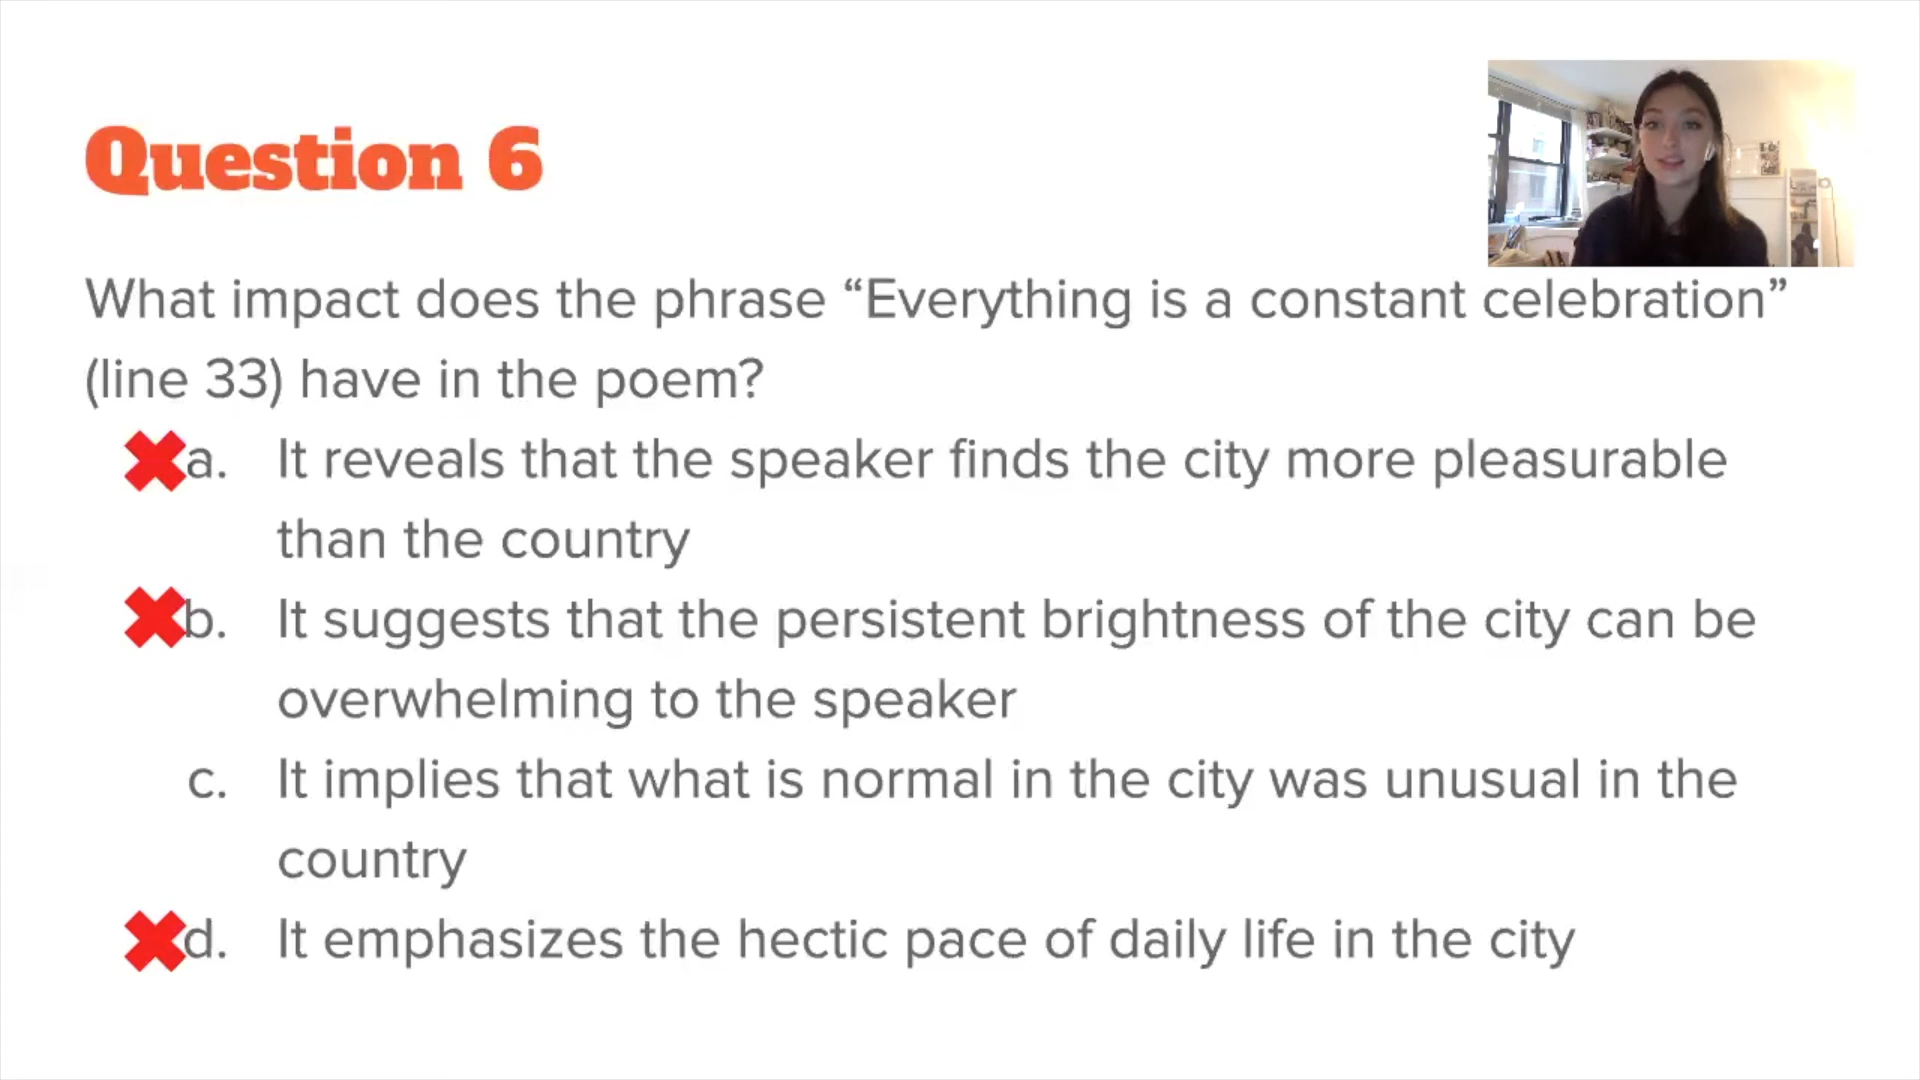 Question 6
What impact does the phrase “Everything is a constant celebration”
(line 33) have in the poem?
a. It reveals that the speaker finds the city more pleasurable
than the country
b. It suggests that the persistent brightness of the city can be
overwhelming to the speaker
c. It implies that what is normal in the city was unusual in the
country
d. It emphasizes the hectic pace of daily life in the city